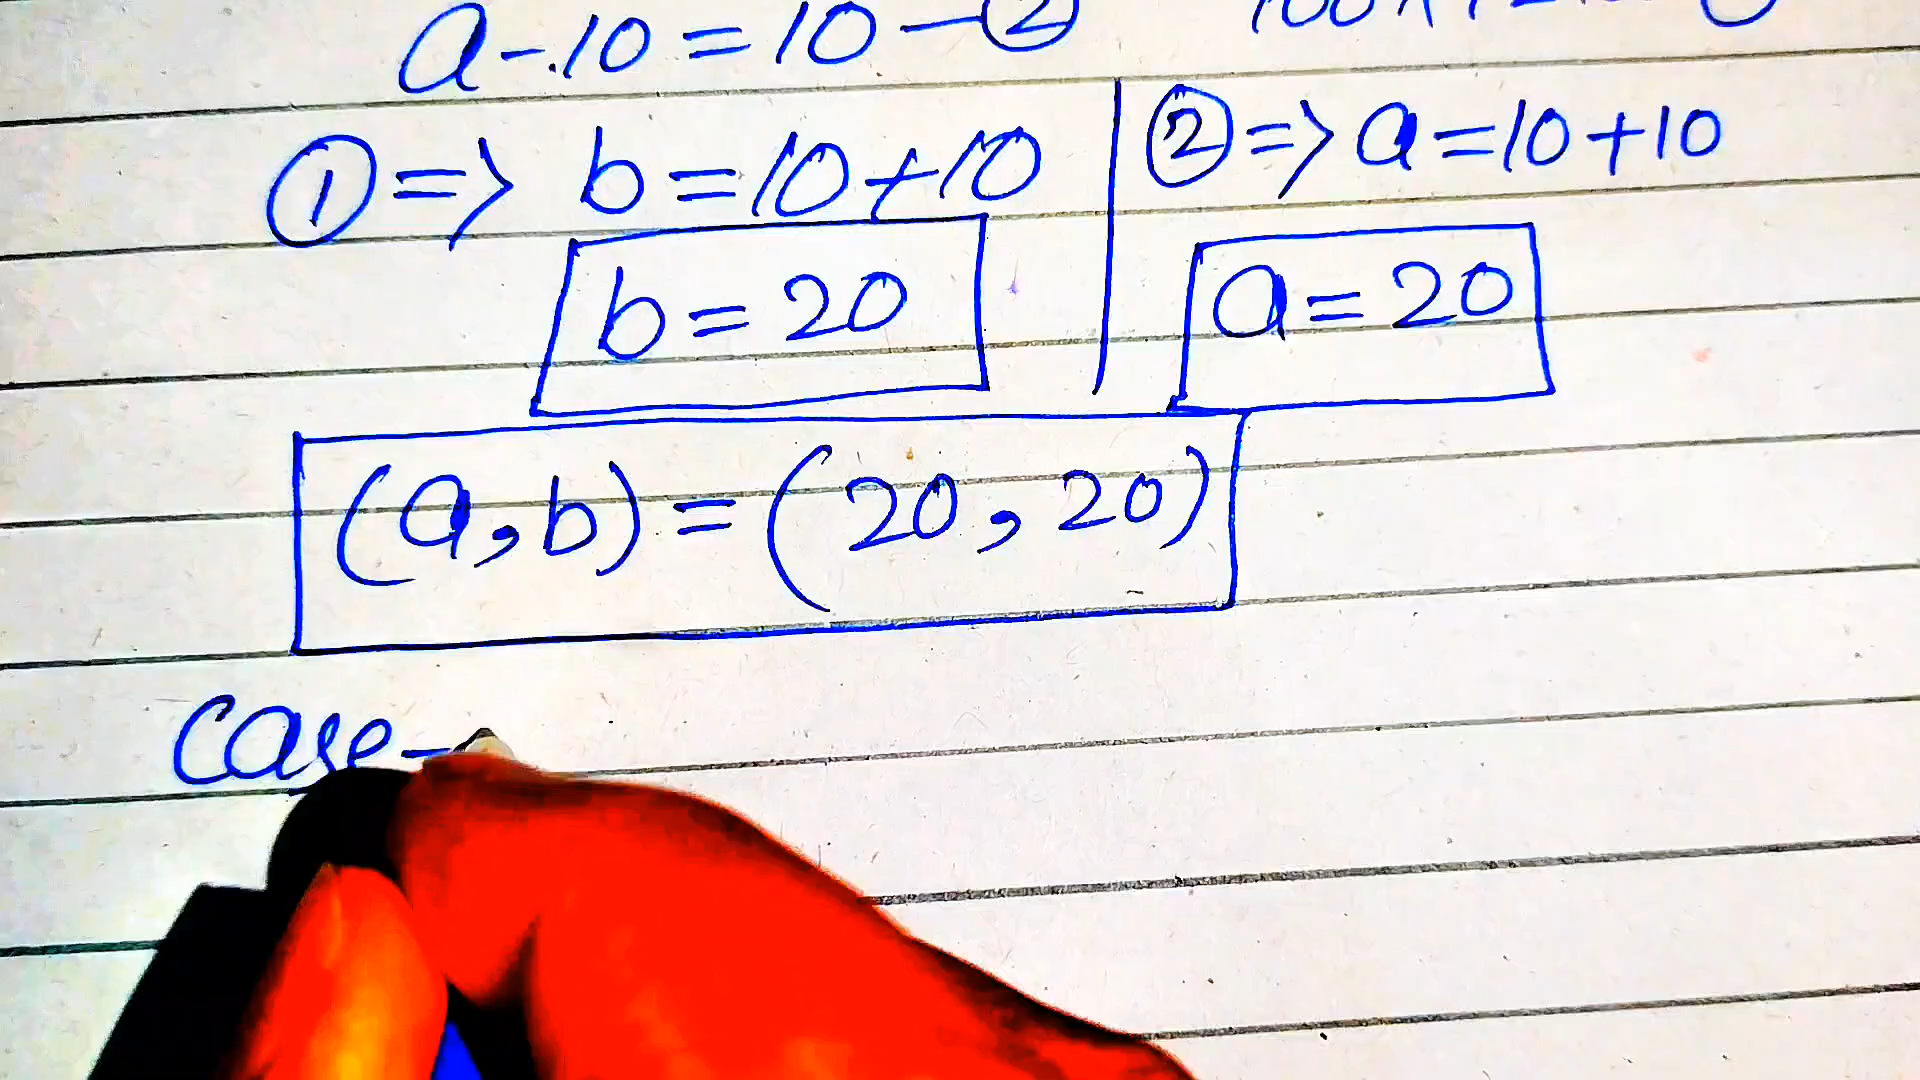 a - 10 = 10 — ②
① => b = 10 + 10
② => a = 10 + 10
b = 20
a = 20
(a, b) = (20, 20)
Case -